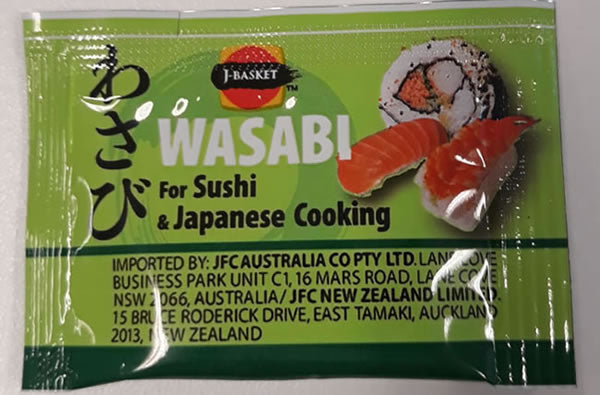 わさび
J-BASKET
TM
WASABI
For Sushi
& Japanese Cooking
IMPORTED BY: JFC AUSTRALIA CO PTY LTD. LANE COVE
BUSINESS PARK UNIT C1, 16 MARS ROAD, LANE COVE
NSW 2066, AUSTRALIA / JFC NEW ZEALAND LIMITED.
15 BRUCE RODERICK DRIVE, EAST TAMAKI, AUCKLAND
2013, NEW ZEALAND